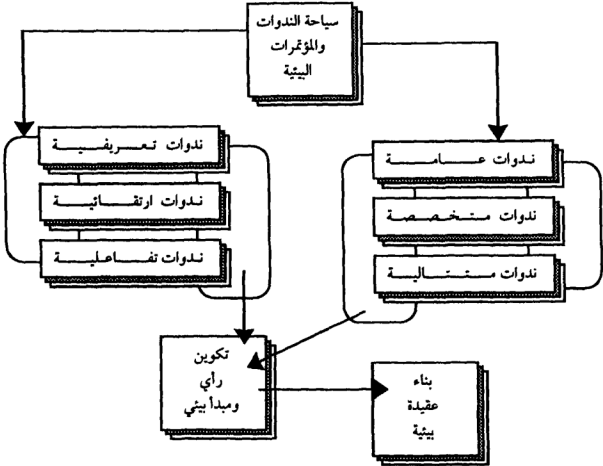 سياحة الندوات
والمؤتمرات
البيئية
ندوات عامة
ندوات متخصصة
ندوات متتالية
ندوات تعريفية
ندوات ارتقائية
ندوات تفاعلية
تكوين
رأي
ومبدأ بيئي
بناء
عقيدة
بيئية